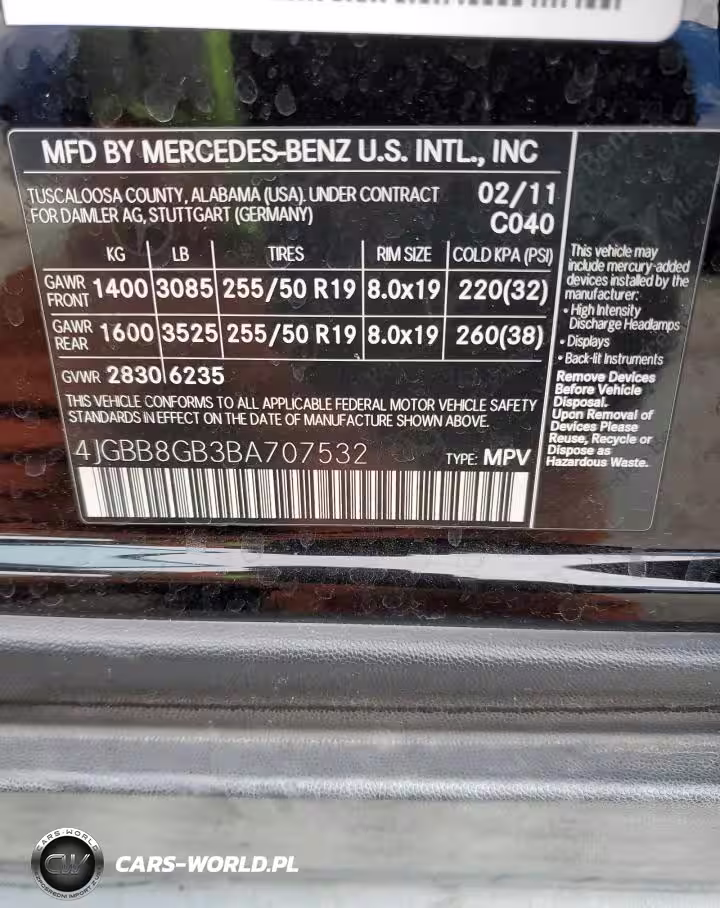 MFD BY MERCEDES-BENZ U.S. INTL., INC
TUSCALOOSA COUNTY, ALABAMA (USA). UNDER CONTRACT
FOR DAIMLER AG, STUTTGART (GERMANY)
02/11
C040
KG LB TIRES RIM SIZE COLD KPA (PSI)
GAWR FRONT 1400 3085 255/50 R19 8.0x19 220(32)
GAWR REAR 1600 3525 255/50 R19 8.0x19 260(38)
GVWR 2830 6235
THIS VEHICLE CONFORMS TO ALL APPLICABLE FEDERAL MOTOR VEHICLE SAFETY
STANDARDS IN EFFECT ON THE DATE OF MANUFACTURE SHOWN ABOVE.
4JGBB8GB3BA707532 TYPE: MPV
This vehicle may
include mercury-added
devices installed by the
manufacturer:
• High Intensity
Discharge Headlamps
• Displays
• Back-lit Instruments
Remove Devices
Before Vehicle
Disposal.
Upon Removal of
Devices Please
Reuse, Recycle or
Dispose as
Hazardous Waste.
CARS-WORLD
CW
CARS-WORLD.PL